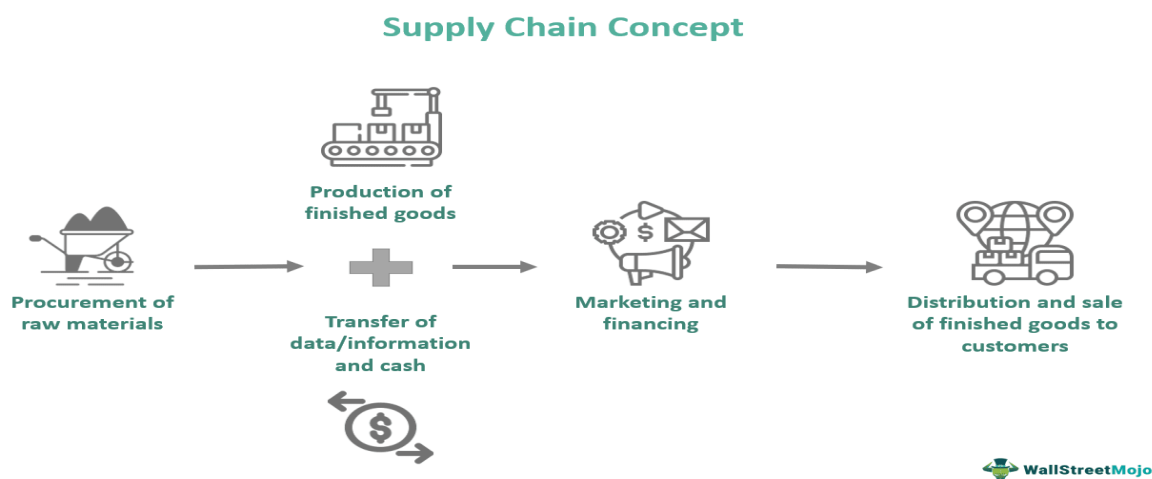 Supply Chain Concept
Production of
finished goods
Procurement of
raw materials
Transfer of
data/information
and cash
$
Marketing and
financing
$
Distribution and sale
of finished goods to
customers
WallStreetMojo